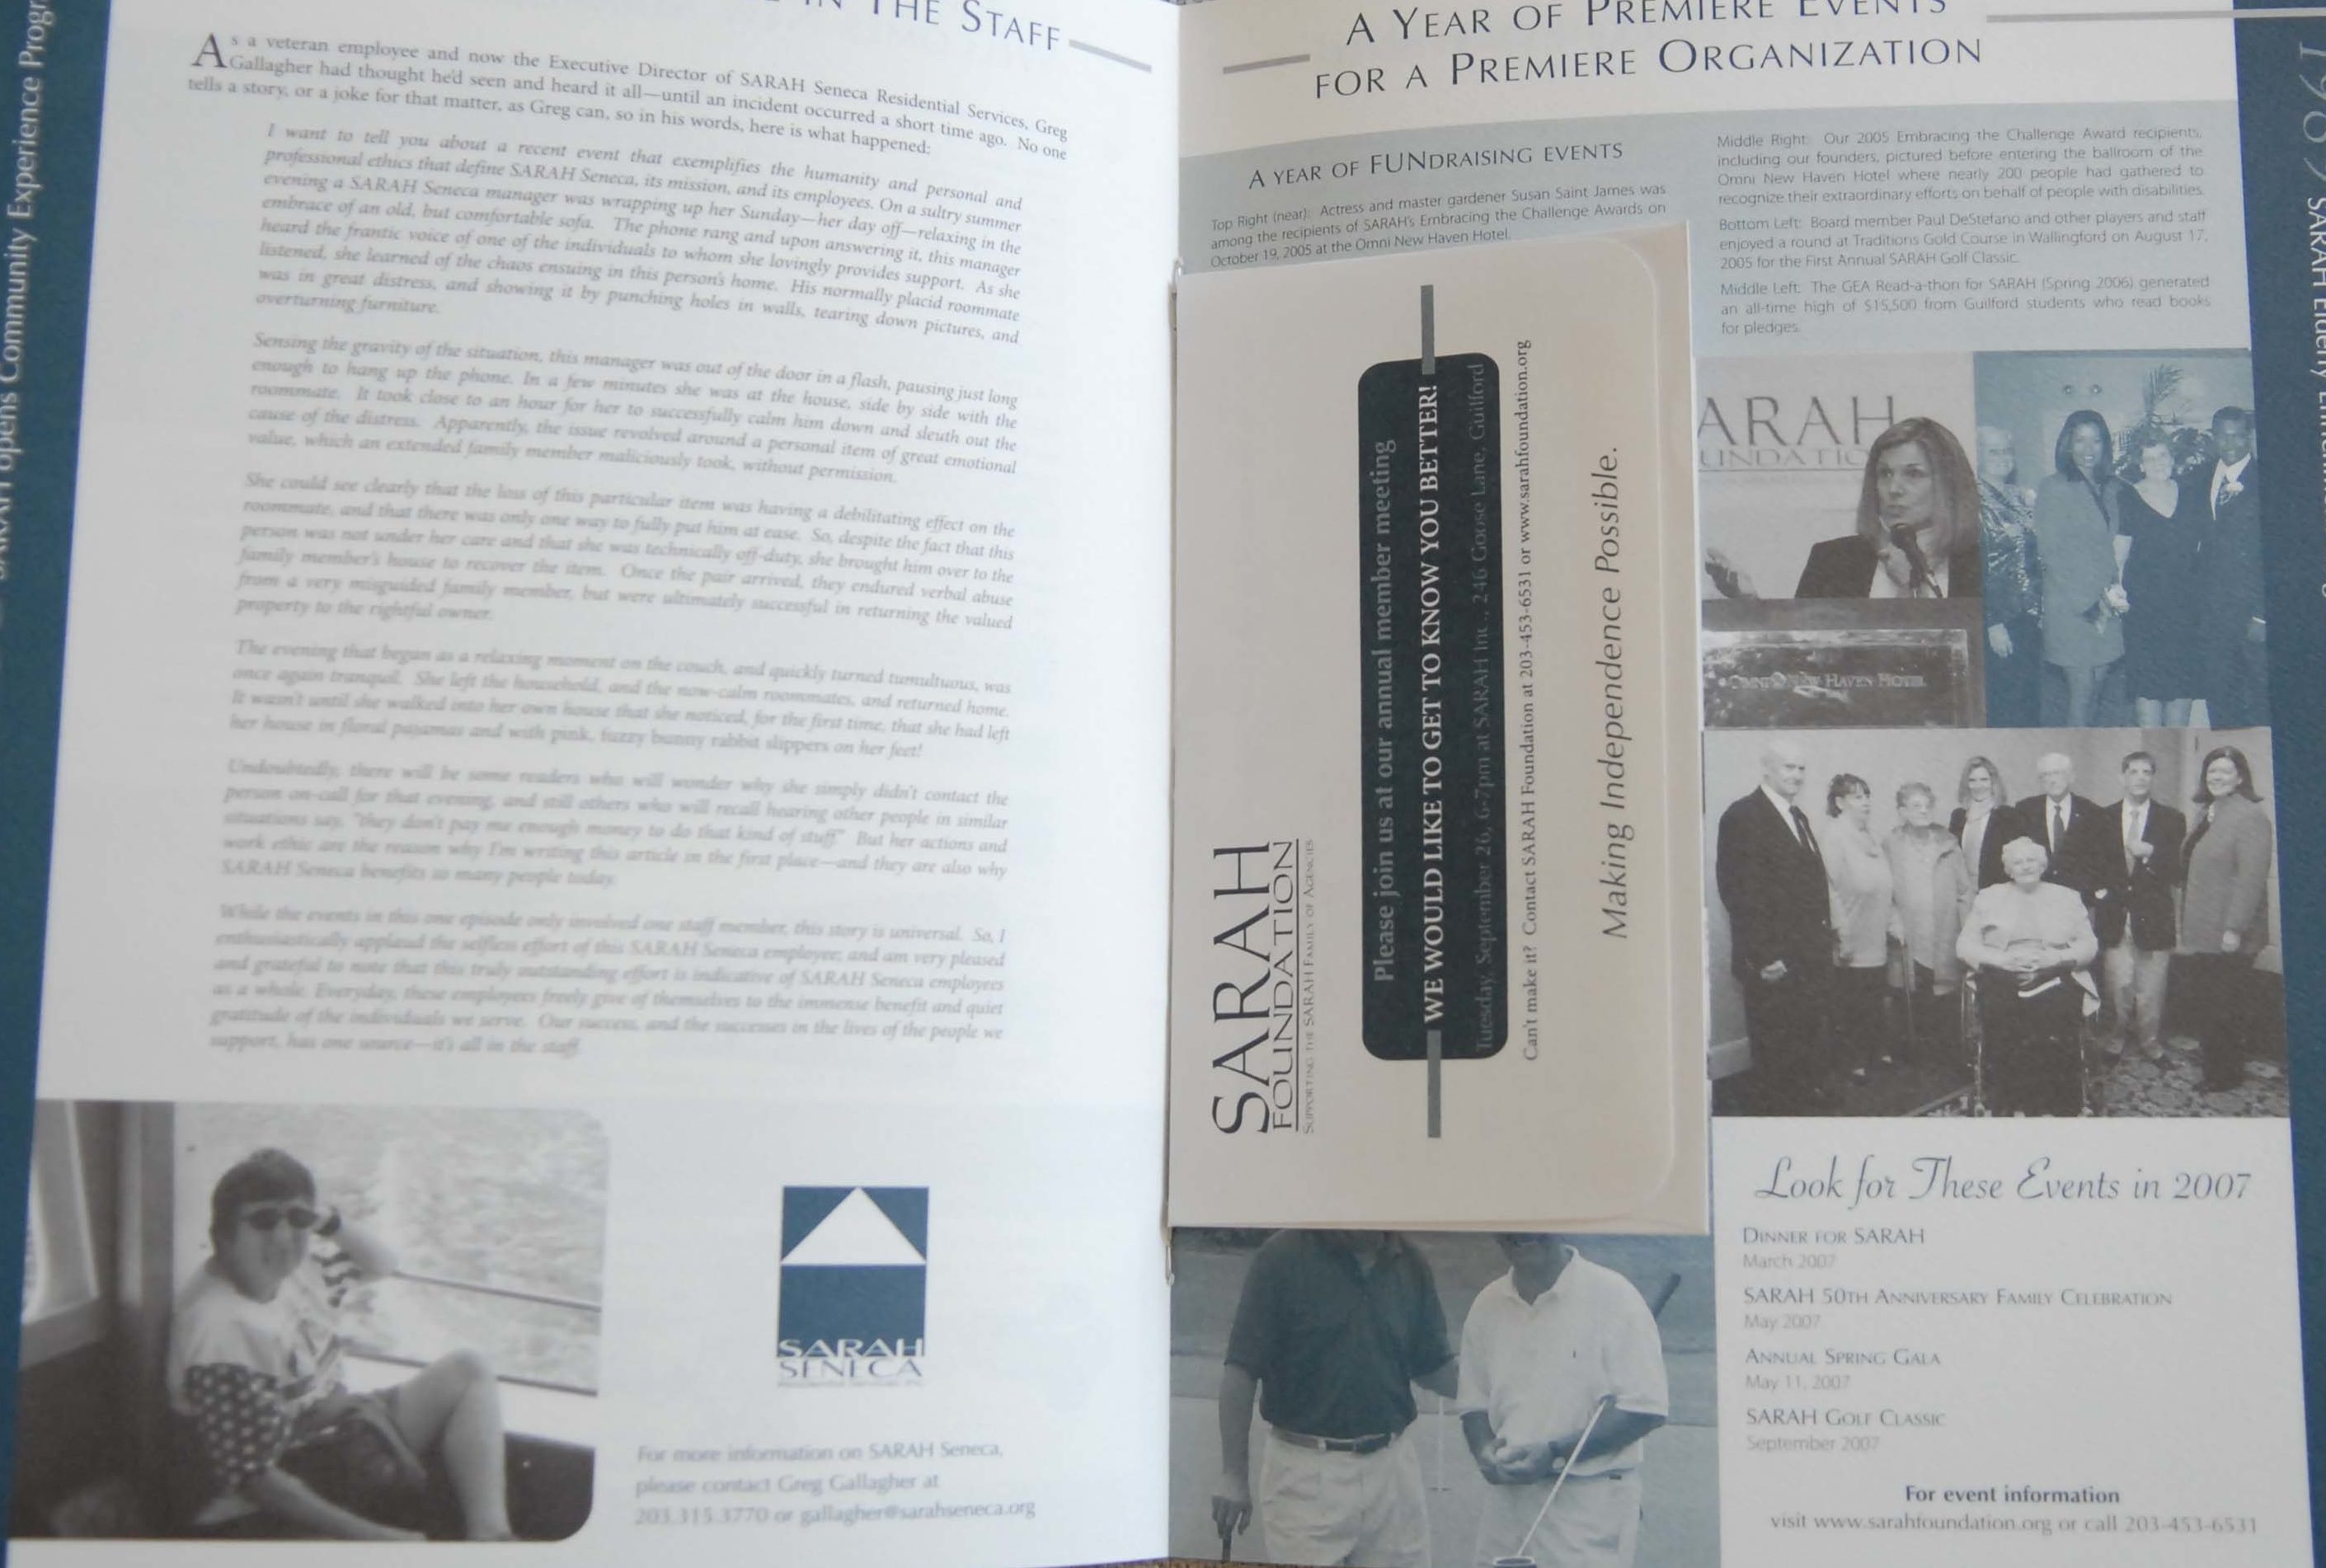 IN THE STAFF
As a veteran employee and now the Executive Director of SARAH Seneca Residential Services, Greg
Gallagher had thought he'd seen and heard it all—until an incident occurred a short time ago. No one
tells a story, or a joke for that matter, as Greg can, so in his words, here is what happened:
I want to tell you about a recent event that exemplifies the humanity and personal and
professional ethics that define SARAH Seneca, its mission, and its employees. On a sultry summer
evening a SARAH Seneca manager was wrapping up her Sunday—her day off—relaxing in the
embrace of an old, but comfortable sofa. The phone rang and upon answering it, this manager
heard the frantic voice of one of the individuals to whom she lovingly provides support. As she
listened, she learned of the chaos ensuing in this person's home. His normally placid roommate
was in great distress, and showing it by punching holes in walls, tearing down pictures, and
overturning furniture.
Sensing the gravity of the situation, this manager was out of the door in a flash, pausing just long
enough to hang up the phone. In a few minutes she was at the house, side by side with the
roommate. It took close to an hour for her to successfully calm him down and sleuth out the
cause of the distress. Apparently, the issue revolved around a personal item of great emotional
value, which an extended family member maliciously took, without permission.
She could see clearly that the loss of this particular item was having a debilitating effect on the
roommate, and that there was only one way to fully put him at ease. So, despite the fact that this
person was not under her care and that she was technically off-duty, she brought him over to the
family member's house to recover the item. Once the pair arrived, they endured verbal abuse
from a very misguided family member, but were ultimately successful in returning the valued
property to the rightful owner.
The evening that began as a relaxing moment on the couch, and quickly turned tumultuous, was
once again tranquil. She left the household, and the now-calm roommates, and returned home.
It wasn't until she walked into her own house that she noticed, for the first time, that she had left
her house in floral pajamas and with pink, fuzzy bunny rabbit slippers on her feet!
Undoubtedly, there will be some readers who will wonder why she simply didn't contact the
person on-call for that evening, and still others who will recall hearing other people in similar
situations say, "they don't pay me enough money to do that kind of stuff." But her actions and
work ethic are the reason why I'm writing this article in the first place—and they are also why
SARAH Seneca benefits so many people today.
While the events in this one episode only involved one staff member, this story is universal. So, I
enthusiastically applaud the selfless effort of this SARAH Seneca employee; and am very pleased
and grateful to note that this truly outstanding effort is indicative of SARAH Seneca employees
as a whole. Everyday, these employees freely give of themselves to the immense benefit and quiet
gratitude of the individuals we serve. Our success, and the successes in the lives of the people we
support, has one source—it's all in the staff.
SARAH
SENECA
For more information on SARAH Seneca,
please contact Greg Gallagher at
203.315.3770 or gallagher@sarahseneca.org
A YEAR OF PREMIERE EVENTS
FOR A PREMIERE ORGANIZATION
A YEAR OF FUNDRAISING EVENTS
Top Right (near): Actress and master gardener Susan Saint James was
among the recipients of SARAH's Embracing the Challenge Awards on
October 19, 2005 at the Omni New Haven Hotel.
Middle Right: Our 2005 Embracing the Challenge Award recipients,
including our founders, pictured before entering the ballroom of the
Omni New Haven Hotel where nearly 200 people had gathered to
recognize their extraordinary efforts on behalf of people with disabilities.
Bottom Left: Board member Paul DeStefano and other players and staff
enjoyed a round at Traditions Gold Course in Wallingford on August 17,
2005 for the First Annual SARAH Golf Classic.
Middle Left: The GEA Read-a-thon for SARAH (Spring 2006) generated
an all-time high of $15,500 from Guilford students who read books
for pledges.
SARAH
FOUNDATION
SUPPORTING THE SARAH FAMILY OF AGENCIES
Please join us at our annual member meeting
WE WOULD LIKE TO GET TO KNOW YOU BETTER!
Tuesday, September 26, 6-7pm at SARAH Inc., 246 Goose Lane, Guilford
Can't make it? Contact SARAH Foundation at 203-453-6531 or www.sarahfoundation.org
Making Independence Possible.
ARAH
UNDATIO
OMNI NEW HAVEN HOTEL
Look for These Events in 2007
DINNER FOR SARAH
March 2007
SARAH 50TH ANNIVERSARY FAMILY CELEBRATION
May 2007
ANNUAL SPRING GALA
May 11, 2007
SARAH GOLF CLASSIC
September 2007
For event information
visit www.sarahfoundation.org or call 203-453-6531
SARAH opens Community Experience Progr
SARAH Elderly